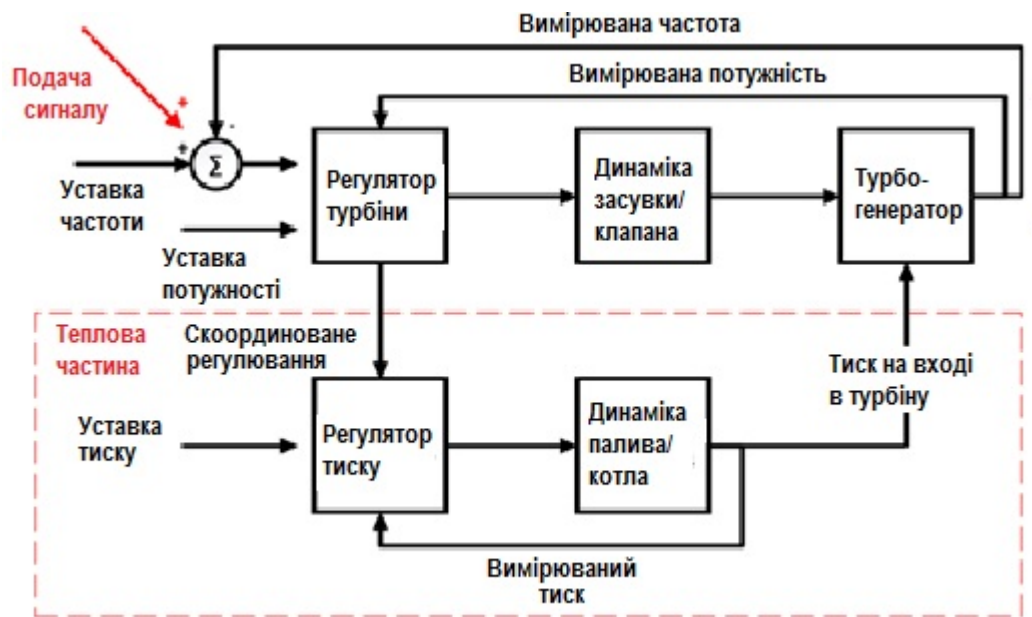 Вимірювана частота
Подача
сигналу
Вимірювана потужність
+
-
+
Σ
Уставка
частоти
Регулятор
турбіни
Динаміка
засувки/
клапана
Турбо-
генератор
Уставка
потужності
Теплова
частина
Скоординоване
регулювання
Тиск на вході
в турбіну
Уставка
тиску
Регулятор
тиску
Динаміка
палива/
котла
Вимірюваний
тиск